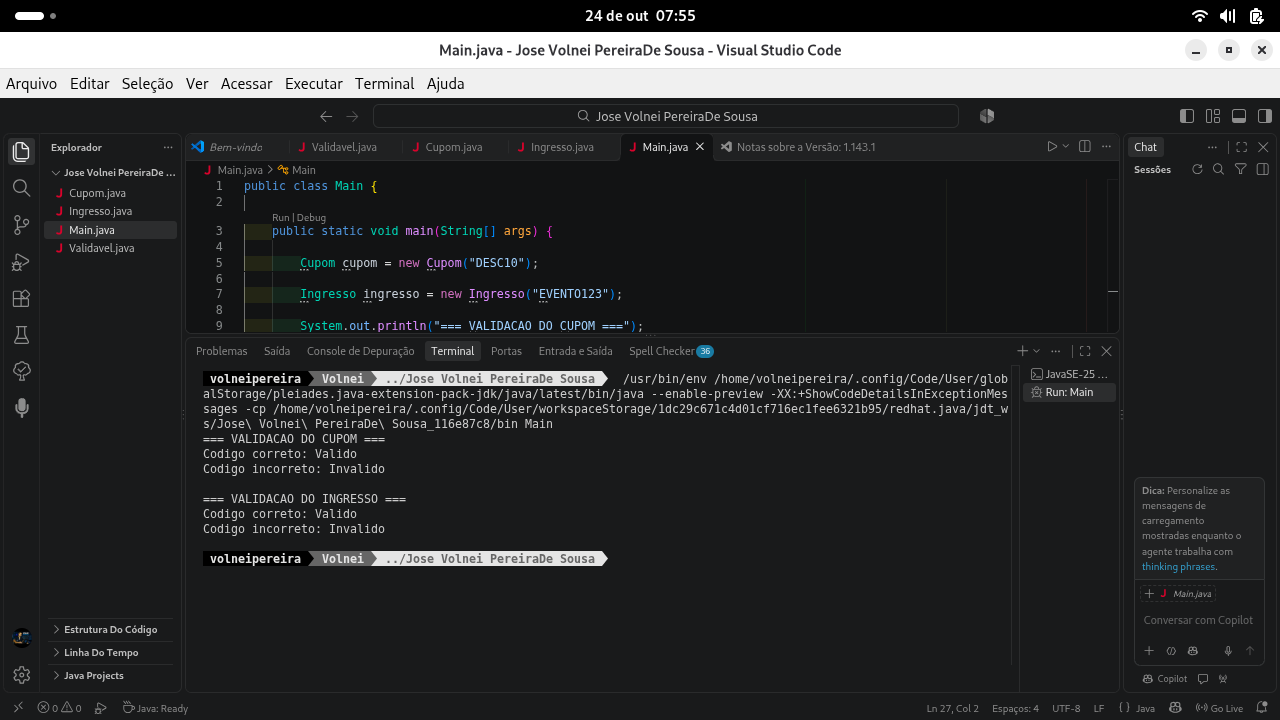 24 de out 07:55
Main.java - Jose Volnei PereiraDe Sousa - Visual Studio Code
Arquivo Editar Seleção Ver Acessar Executar Terminal Ajuda
Jose Volnei PereiraDe Sousa
Explorador
Jose Volnei PereiraDe ...
Cupom.java
Ingresso.java
Main.java
Validavel.java
Estrutura Do Código
Linha Do Tempo
Java Projects
Bem-vindo Validavel.java Cupom.java Ingresso.java Main.java Notas sobre a Versão: 1.143.1
Main.java > Main
1 public class Main {
2
Run | Debug
3 public static void main(String[] args) {
4
5 Cupom cupom = new Cupom("DESC10");
6
7 Ingresso ingresso = new Ingresso("EVENTO123");
8
9 System.out.println("=== VALIDACAO DO CUPOM ===");
Problemas Saída Console de Depuração Terminal Portas Entrada e Saída Spell Checker 36
volneipereira Volnei ../Jose Volnei PereiraDe Sousa /usr/bin/env /home/volneipereira/.config/Code/User/glob
alStorage/pleiades.java-extension-pack-jdk/java/latest/bin/java --enable-preview -XX:+ShowCodeDetailsInExceptionMes
sages -cp /home/volneipereira/.config/Code/User/workspaceStorage/1dc29c671c4d01cf716ec1fee6321b95/redhat.java/jdt_w
s/Jose\ Volnei\ PereiraDe\ Sousa_116e87c8/bin Main
=== VALIDACAO DO CUPOM ===
Codigo correto: Valido
Codigo incorreto: Invalido
=== VALIDACAO DO INGRESSO ===
Codigo correto: Valido
Codigo incorreto: Invalido
volneipereira Volnei ../Jose Volnei PereiraDe Sousa
JavaSE-25 ...
Run: Main
Chat
Sessões
Dica: Personalize as
mensagens de
carregamento
mostradas enquanto o
agente trabalha com
thinking phrases.
Main.java
Conversar com Copilot
Copilot
0 0 Java: Ready Ln 27, Col 2 Espaços: 4 UTF-8 LF {} Java Go Live